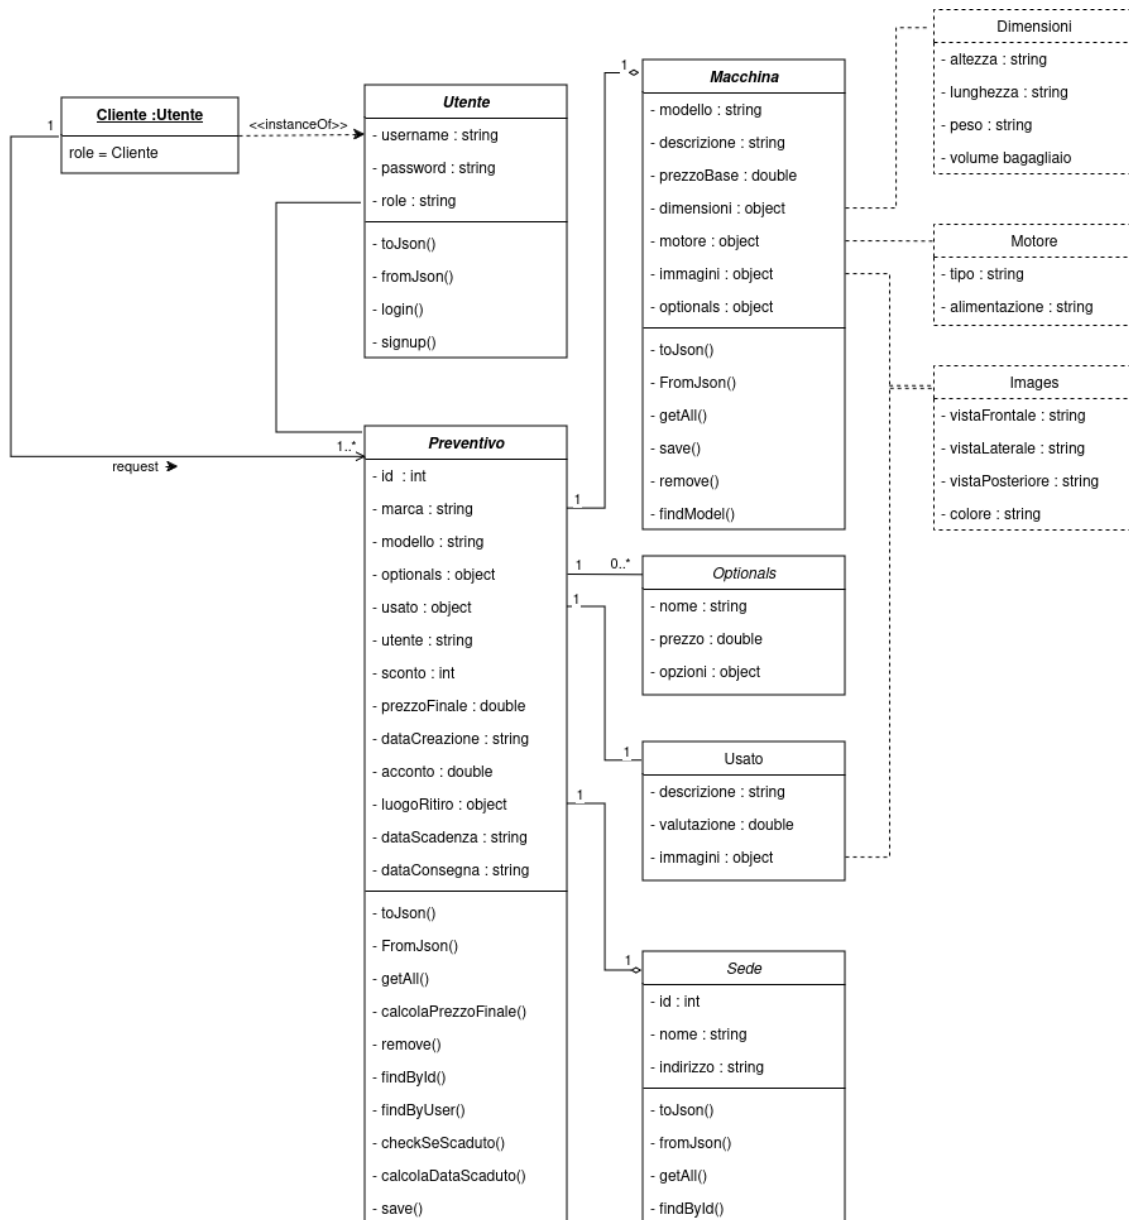 Cliente :Utente
role = Cliente
1
<<instanceOf>>
request
1..*
Utente
- username : string
- password : string
- role : string
- toJson()
- fromJson()
- login()
- signup()
Preventivo
- id : int
- marca : string
- modello : string
- optionals : object
- usato : object
- utente : string
- sconto : int
- prezzoFinale : double
- dataCreazione : string
- acconto : double
- luogoRitiro : object
- dataScadenza : string
- dataConsegna : string
- toJson()
- FromJson()
- getAll()
- calcolaPrezzoFinale()
- remove()
- findById()
- findByUser()
- checkSeScaduto()
- calcolaDataScaduto()
- save()
1
1
1
0..*
1
1
1
1
Macchina
- modello : string
- descrizione : string
- prezzoBase : double
- dimensioni : object
- motore : object
- immagini : object
- optionals : object
- toJson()
- FromJson()
- getAll()
- save()
- remove()
- findModel()
Optionals
- nome : string
- prezzo : double
- opzioni : object
Usato
- descrizione : string
- valutazione : double
- immagini : object
Sede
- id : int
- nome : string
- indirizzo : string
- toJson()
- fromJson()
- getAll()
- findById()
Dimensioni
- altezza : string
- lunghezza : string
- peso : string
- volume bagagliaio
Motore
- tipo : string
- alimentazione : string
Images
- vistaFrontale : string
- vistaLaterale : string
- vistaPosteriore : string
- colore : string